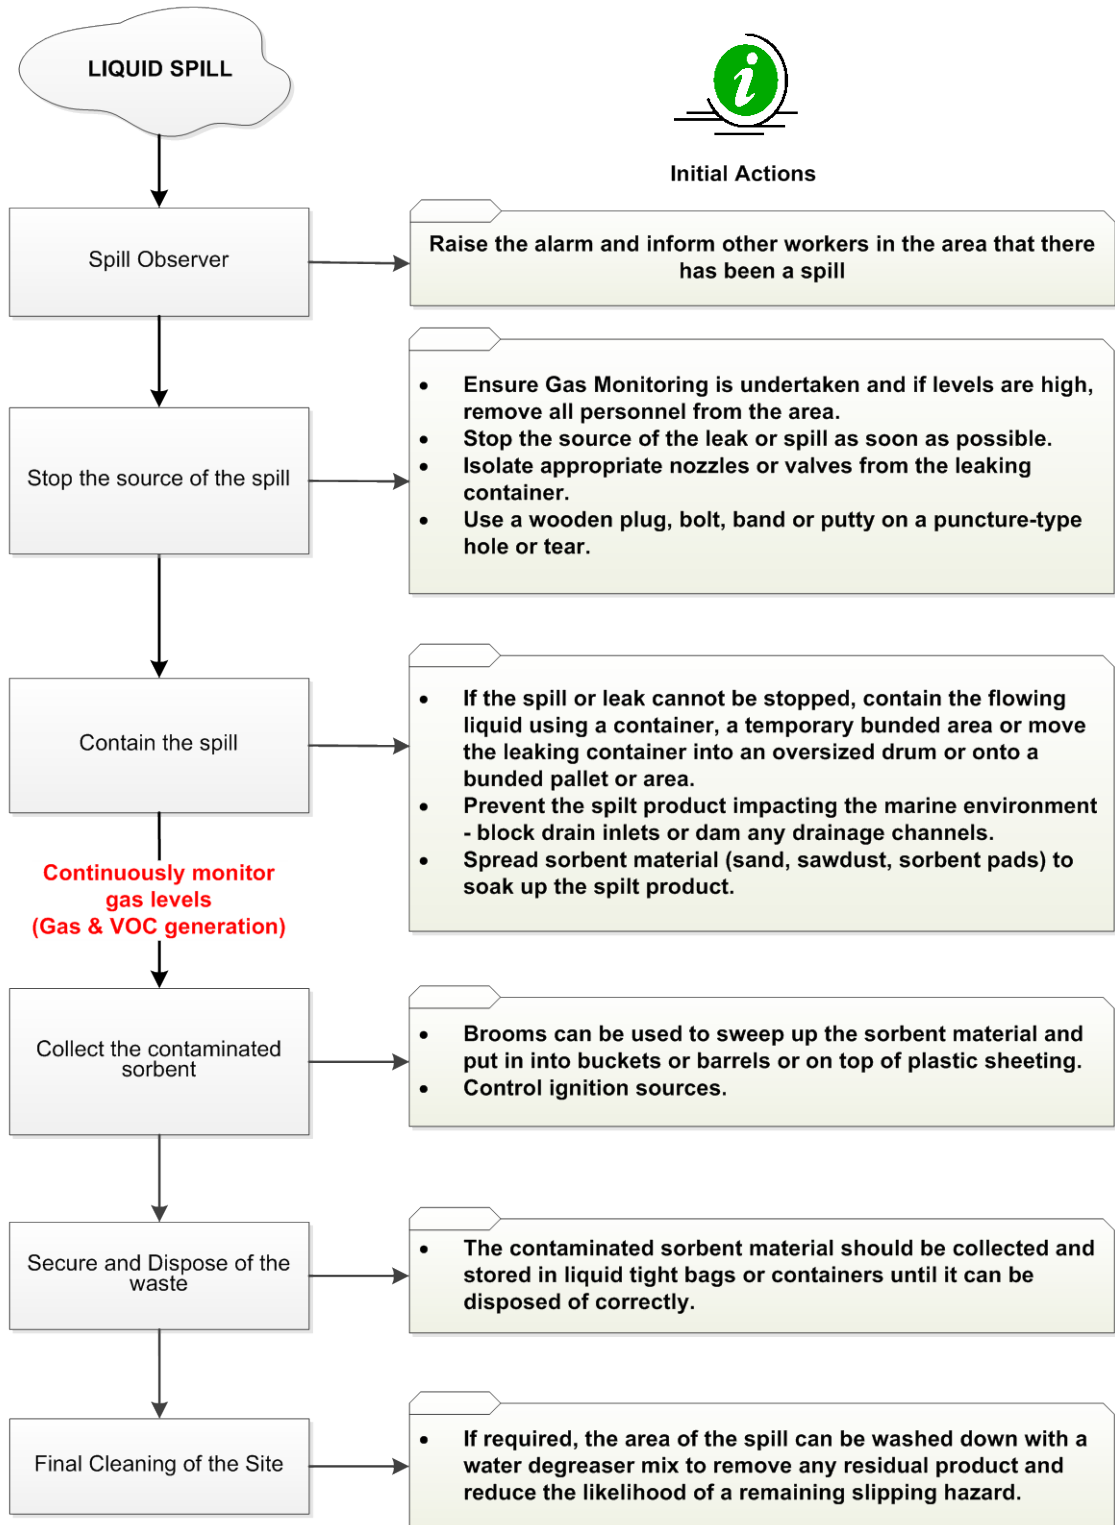 LIQUID SPILL
i
Initial Actions
Spill Observer
Raise the alarm and inform other workers in the area that there
has been a spill
Stop the source of the spill
• Ensure Gas Monitoring is undertaken and if levels are high,
remove all personnel from the area.
• Stop the source of the leak or spill as soon as possible.
• Isolate appropriate nozzles or valves from the leaking
container.
• Use a wooden plug, bolt, band or putty on a puncture-type
hole or tear.
Contain the spill
• If the spill or leak cannot be stopped, contain the flowing
liquid using a container, a temporary bunded area or move
the leaking container into an oversized drum or onto a
bunded pallet or area.
• Prevent the spilt product impacting the marine environment
- block drain inlets or dam any drainage channels.
• Spread sorbent material (sand, sawdust, sorbent pads) to
soak up the spilt product.
Continuously monitor
gas levels
(Gas & VOC generation)
Collect the contaminated
sorbent
• Brooms can be used to sweep up the sorbent material and
put in into buckets or barrels or on top of plastic sheeting.
• Control ignition sources.
Secure and Dispose of the
waste
• The contaminated sorbent material should be collected and
stored in liquid tight bags or containers until it can be
disposed of correctly.
Final Cleaning of the Site
• If required, the area of the spill can be washed down with a
water degreaser mix to remove any residual product and
reduce the likelihood of a remaining slipping hazard.